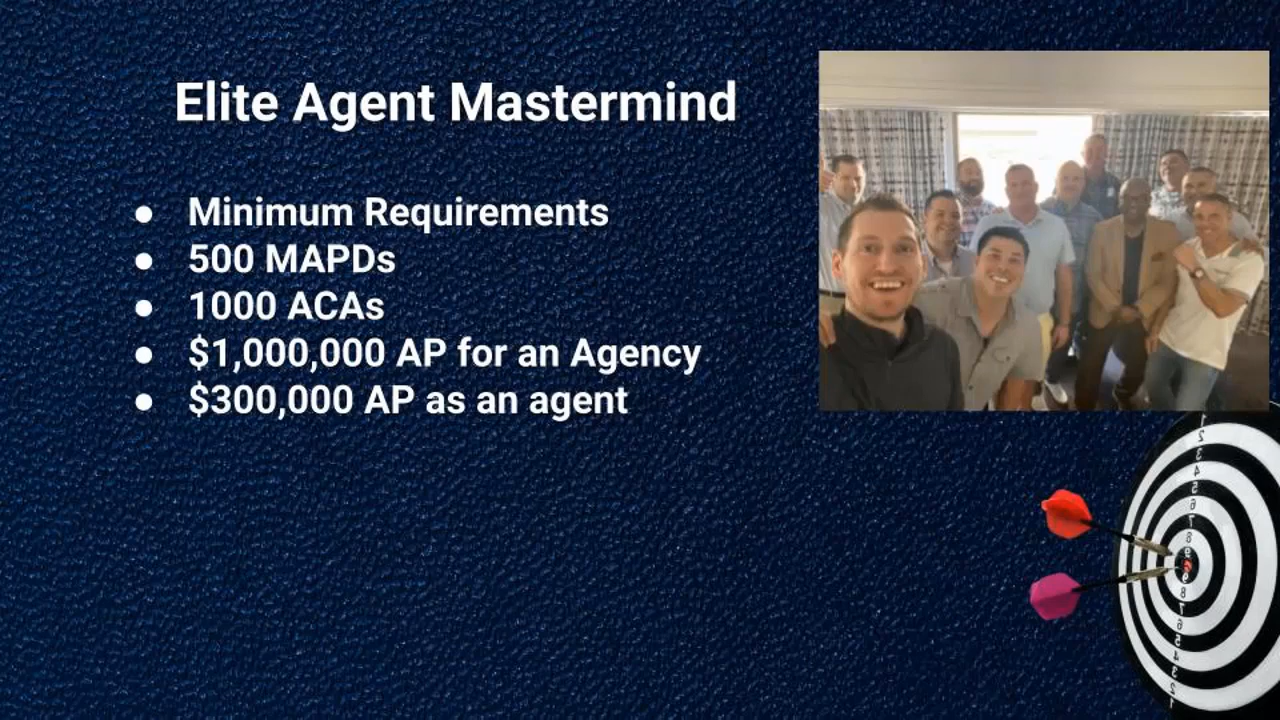 Elite Agent Mastermind
● Minimum Requirements
● 500 MAPDs
● 1000 ACAs
● $1,000,000 AP for an Agency
● $300,000 AP as an agent